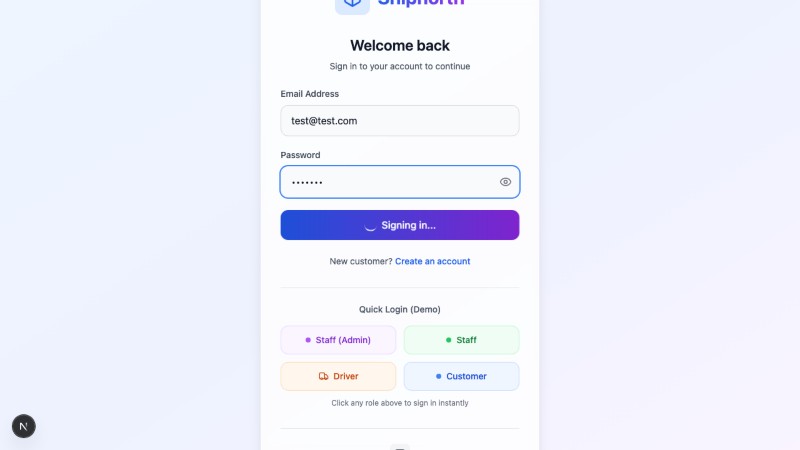 Shipnorth
Welcome back
Sign in to your account to continue
Email Address
test@test.com
Password
•••••••
Signing in...
New customer? Create an account
Quick Login (Demo)
Staff (Admin)
Staff
Driver
Customer
Click any role above to sign in instantly
N